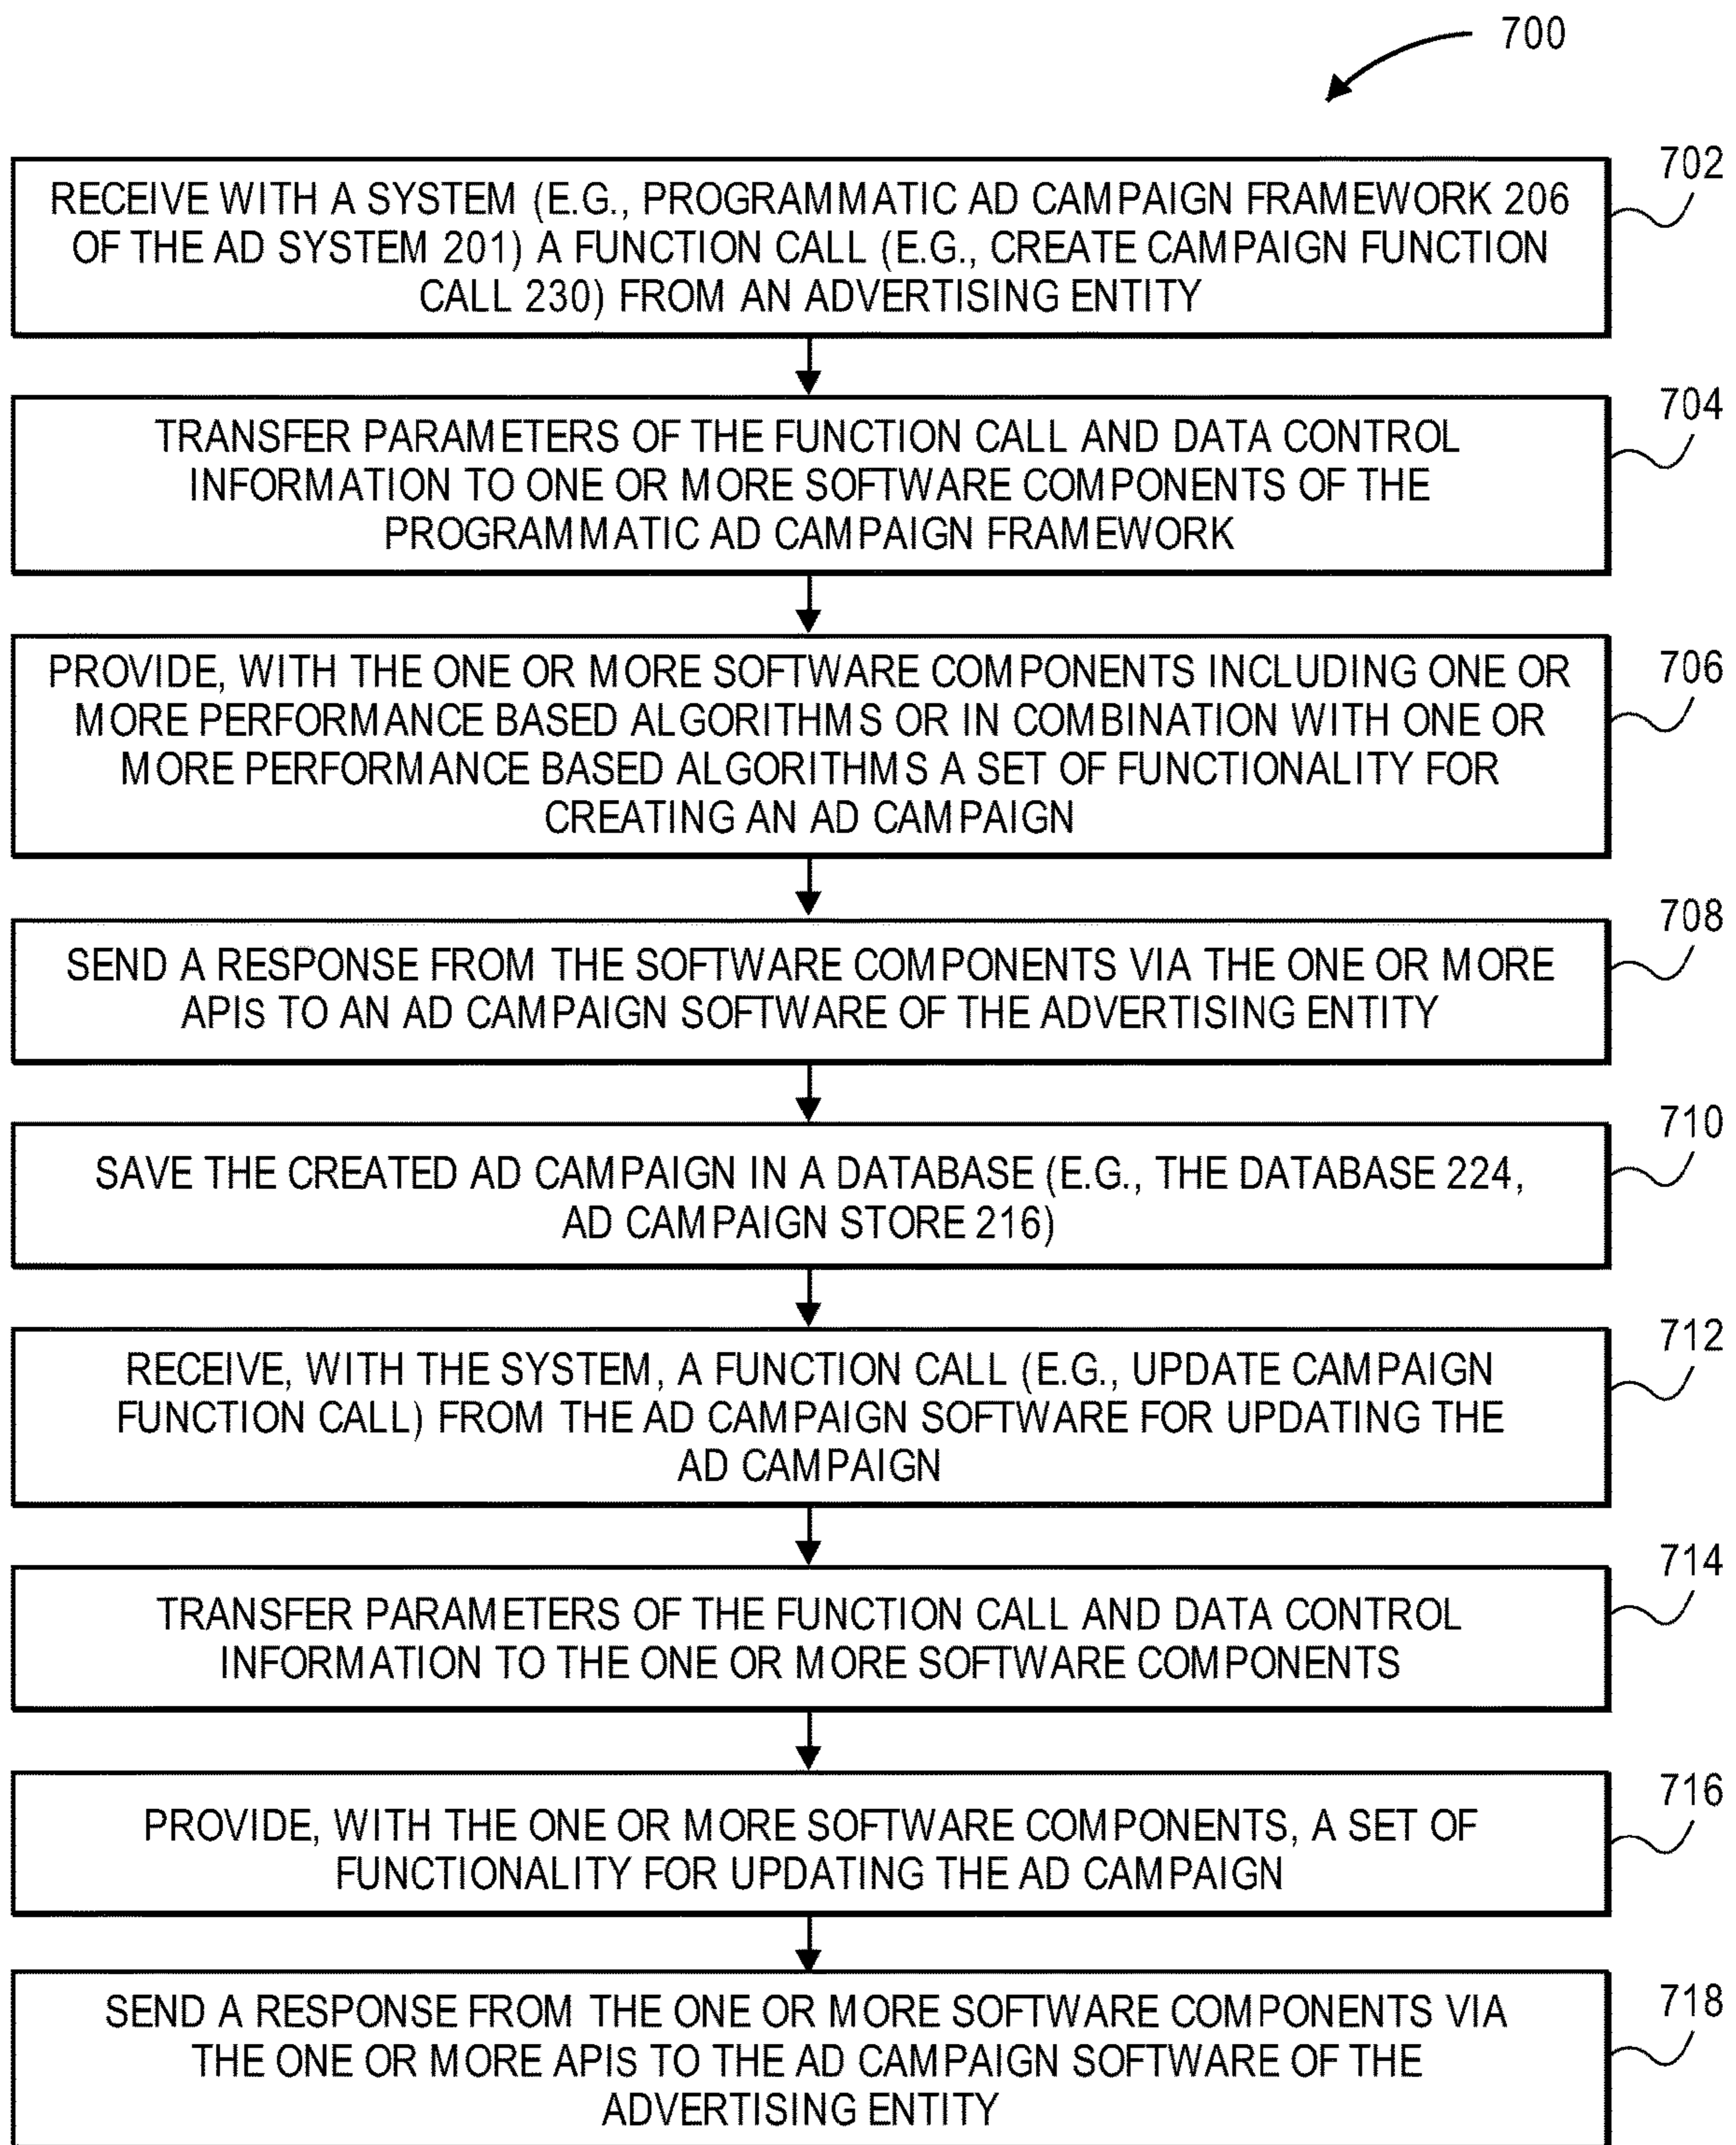 700
702
RECEIVE WITH A SYSTEM (E.G., PROGRAMMATIC AD CAMPAIGN FRAMEWORK 206
OF THE AD SYSTEM 201) A FUNCTION CALL (E.G., CREATE CAMPAIGN FUNCTION
CALL 230) FROM AN ADVERTISING ENTITY
704
TRANSFER PARAMETERS OF THE FUNCTION CALL AND DATA CONTROL
INFORMATION TO ONE OR MORE SOFTWARE COMPONENTS OF THE
PROGRAMMATIC AD CAMPAIGN FRAMEWORK
706
PROVIDE, WITH THE ONE OR MORE SOFTWARE COMPONENTS INCLUDING ONE OR
MORE PERFORMANCE BASED ALGORITHMS OR IN COMBINATION WITH ONE OR
MORE PERFORMANCE BASED ALGORITHMS A SET OF FUNCTIONALITY FOR
CREATING AN AD CAMPAIGN
708
SEND A RESPONSE FROM THE SOFTWARE COMPONENTS VIA THE ONE OR MORE
APIs TO AN AD CAMPAIGN SOFTWARE OF THE ADVERTISING ENTITY
710
SAVE THE CREATED AD CAMPAIGN IN A DATABASE (E.G., THE DATABASE 224,
AD CAMPAIGN STORE 216)
712
RECEIVE, WITH THE SYSTEM, A FUNCTION CALL (E.G., UPDATE CAMPAIGN
FUNCTION CALL) FROM THE AD CAMPAIGN SOFTWARE FOR UPDATING THE
AD CAMPAIGN
714
TRANSFER PARAMETERS OF THE FUNCTION CALL AND DATA CONTROL
INFORMATION TO THE ONE OR MORE SOFTWARE COMPONENTS
716
PROVIDE, WITH THE ONE OR MORE SOFTWARE COMPONENTS, A SET OF
FUNCTIONALITY FOR UPDATING THE AD CAMPAIGN
718
SEND A RESPONSE FROM THE ONE OR MORE SOFTWARE COMPONENTS VIA
THE ONE OR MORE APIs TO THE AD CAMPAIGN SOFTWARE OF THE
ADVERTISING ENTITY